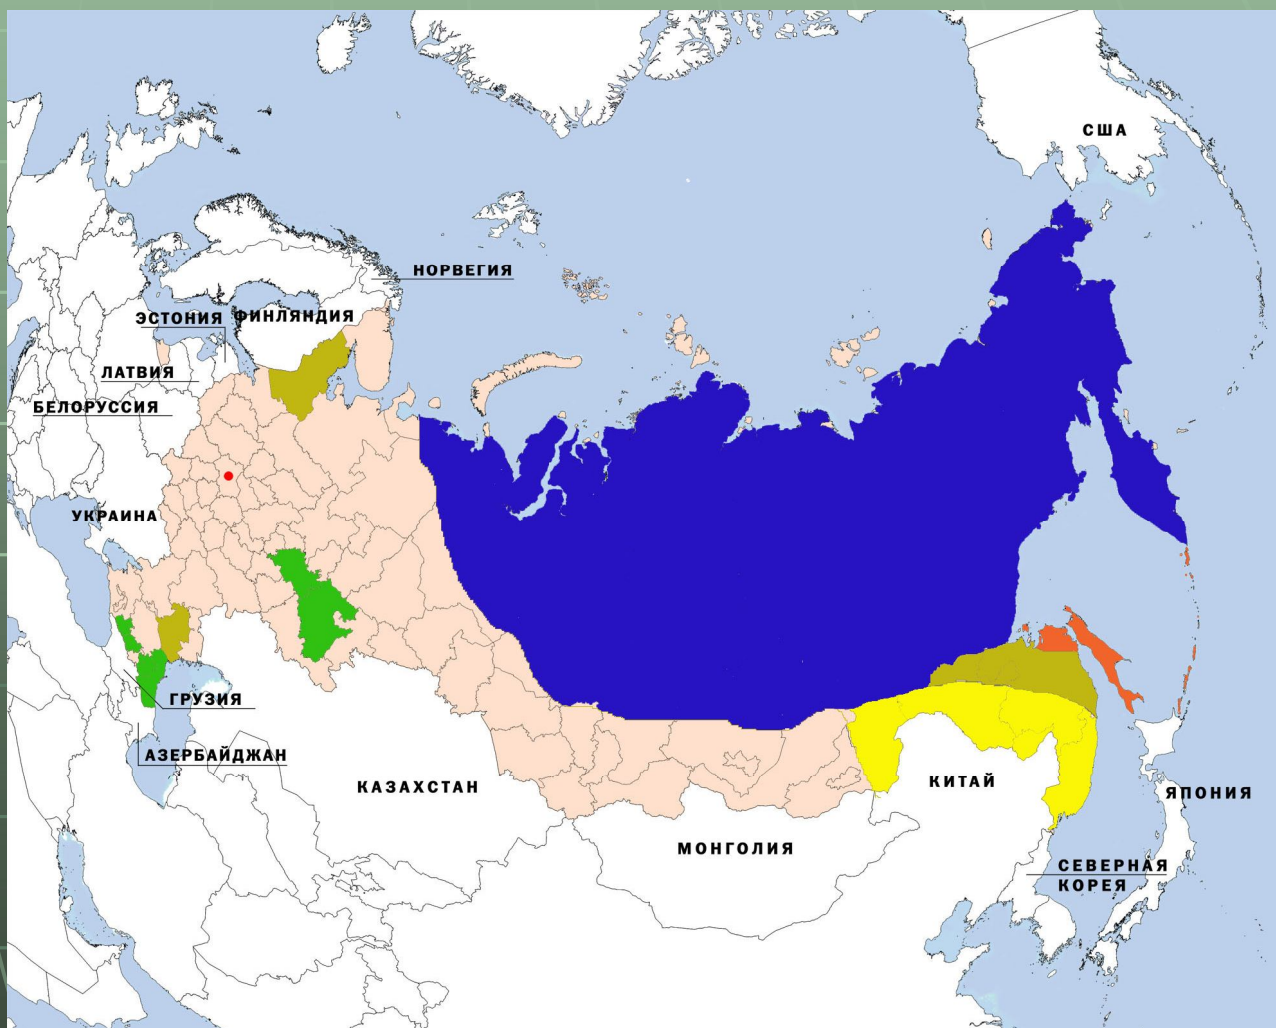 США
НОРВЕГИЯ
ЭСТОНИЯ
ФИНЛЯНДИЯ
ЛАТВИЯ
БЕЛОРУССИЯ
УКРАИНА
ГРУЗИЯ
АЗЕРБАЙДЖАН
КАЗАХСТАН
КИТАЙ
ЯПОНИЯ
МОНГОЛИЯ
СЕВЕРНАЯ
КОРЕЯ